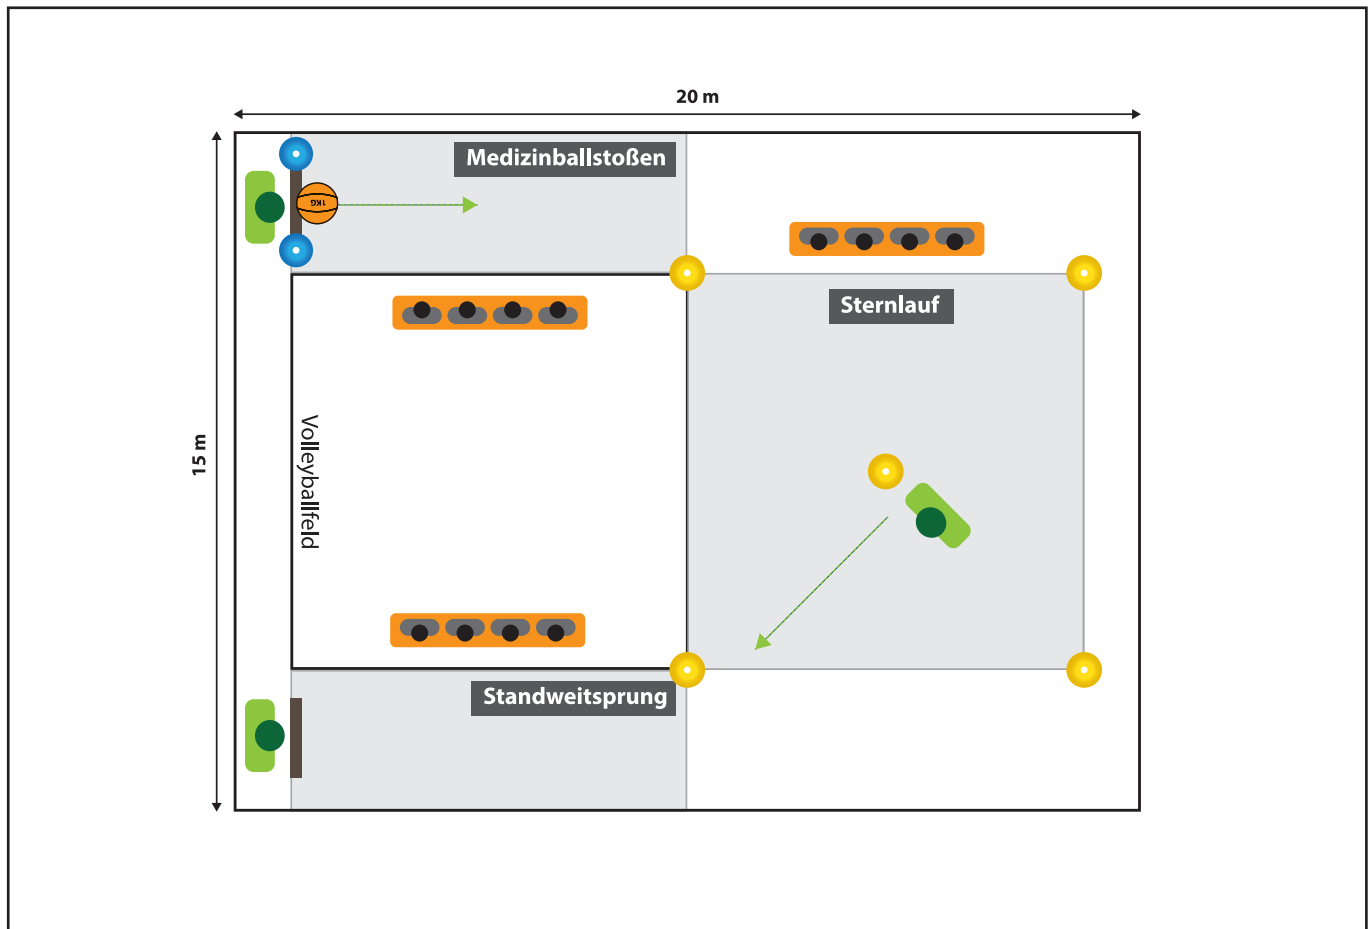 20 m
Medizinballstoßen
1KG
Sternlauf
15 m
Volleyballfeld
Standweitsprung